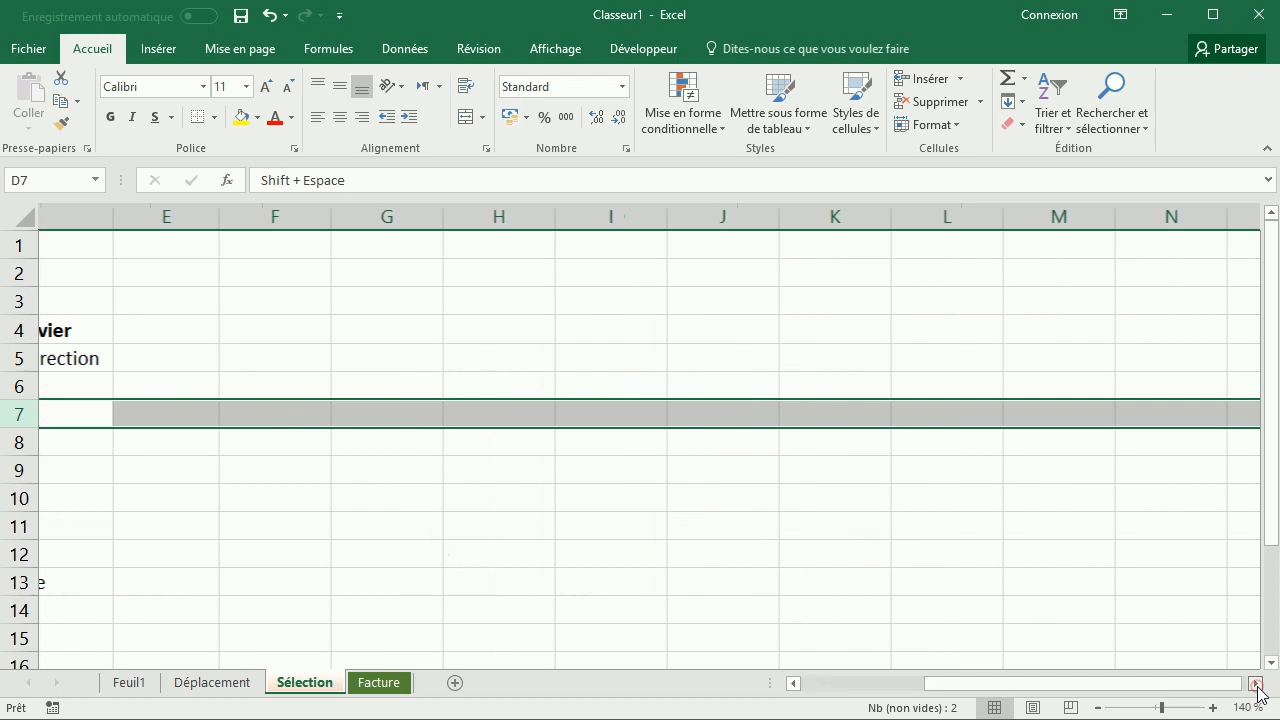 Enregistrement automatique
Classeur1 - Excel
Connexion
Fichier Accueil Insérer Mise en page Formules Données Révision Affichage Développeur Dites-nous ce que vous voulez faire Partager
Coller
Calibri 11
G I S A
Standard
% 000
Mise en forme conditionnelle
Mettre sous forme de tableau
Styles de cellules
Insérer
Supprimer
Format
Trier et filtrer
Rechercher et sélectionner
Presse-papiers Police Alignement Nombre Styles Cellules Édition
D7 fx Shift + Espace
E F G H I J K L M N
1
2
3
4 vier
5 rection
6
7
8
9
10
11
12
13 e
14
15
16
Feuil1 Déplacement Sélection Facture
Prêt Nb (non vides) : 2 140 %